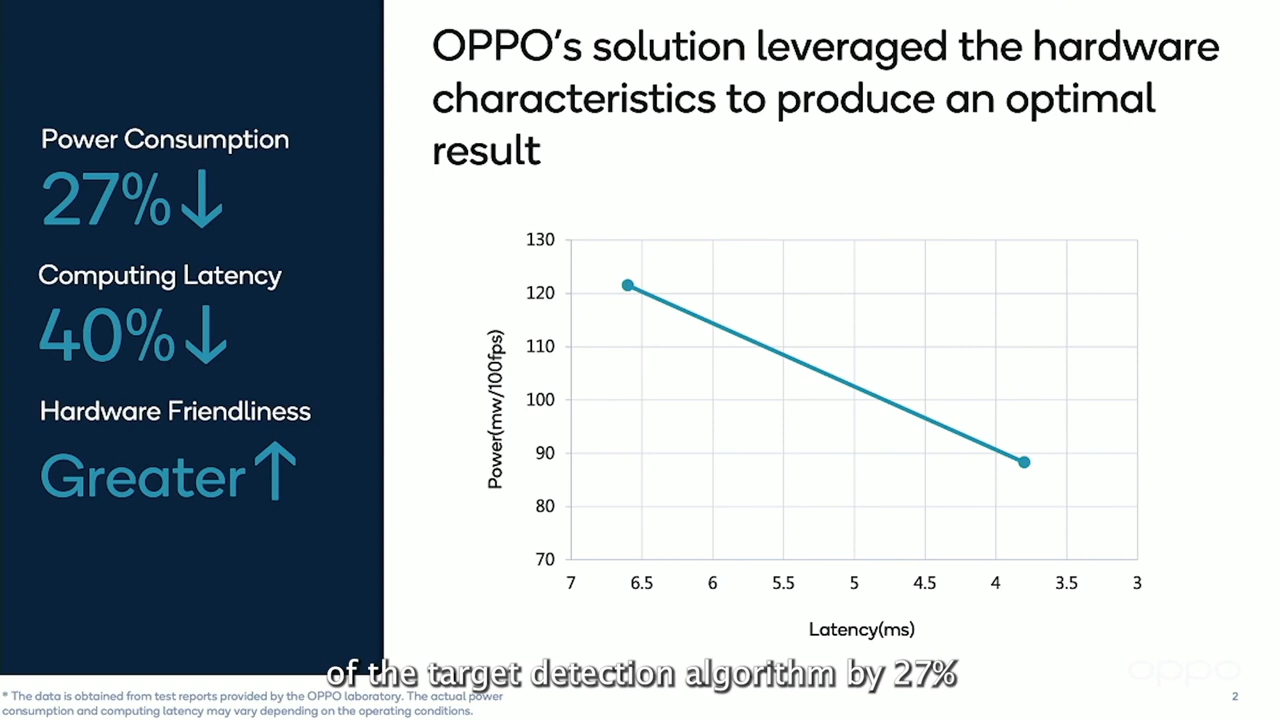 OPPO’s solution leveraged the hardware
characteristics to produce an optimal
result
Power Consumption
27%↓
Computing Latency
40%↓
Hardware Friendliness
Greater↑
130
120
110
100
90
80
70
Power(mw/100fps)
7 6.5 6 5.5 5 4.5 4 3.5 3
Latency(ms)
of the target detection algorithm by 27%
oppo
* The data is obtained from test reports provided by the OPPO laboratory. The actual power
consumption and computing latency may vary depending on the operating conditions.
2